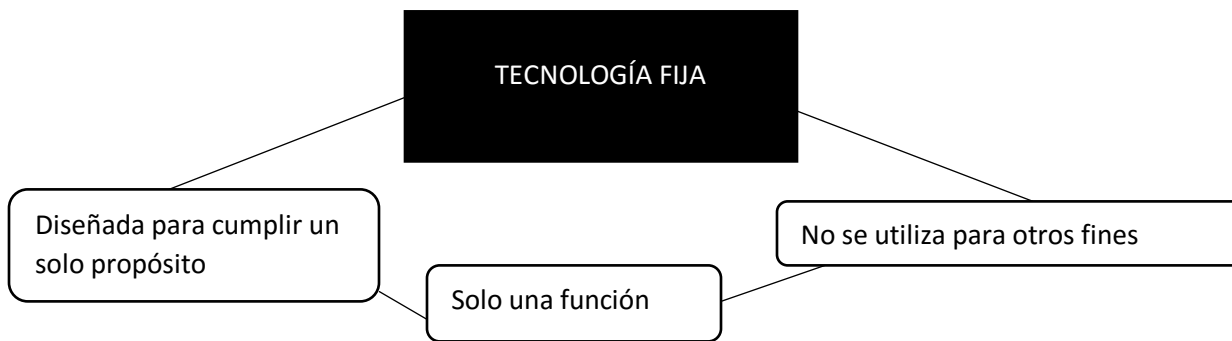 TECNOLOGÍA FIJA
Diseñada para cumplir un
solo propósito
Solo una función
No se utiliza para otros fines